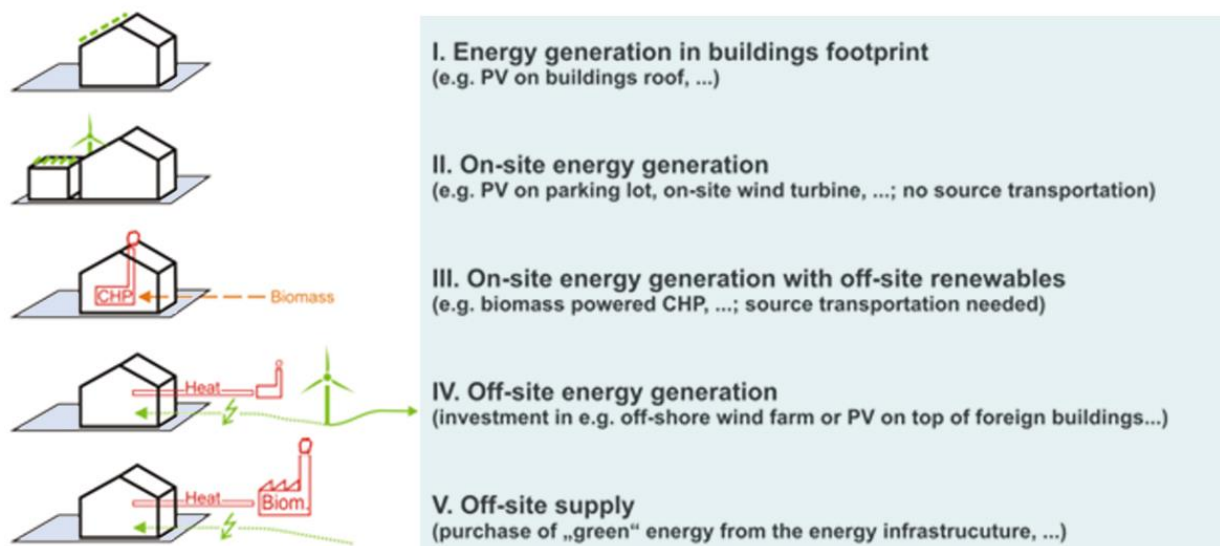 I. Energy generation in buildings footprint
(e.g. PV on buildings roof, ...)
II. On-site energy generation
(e.g. PV on parking lot, on-site wind turbine, ...; no source transportation)
CHP
Biomass
III. On-site energy generation with off-site renewables
(e.g. biomass powered CHP, ...; source transportation needed)
Heat
IV. Off-site energy generation
(investment in e.g. off-shore wind farm or PV on top of foreign buildings...)
Heat
Biom.
V. Off-site supply
(purchase of „green“ energy from the energy infrastrucuture, ...)